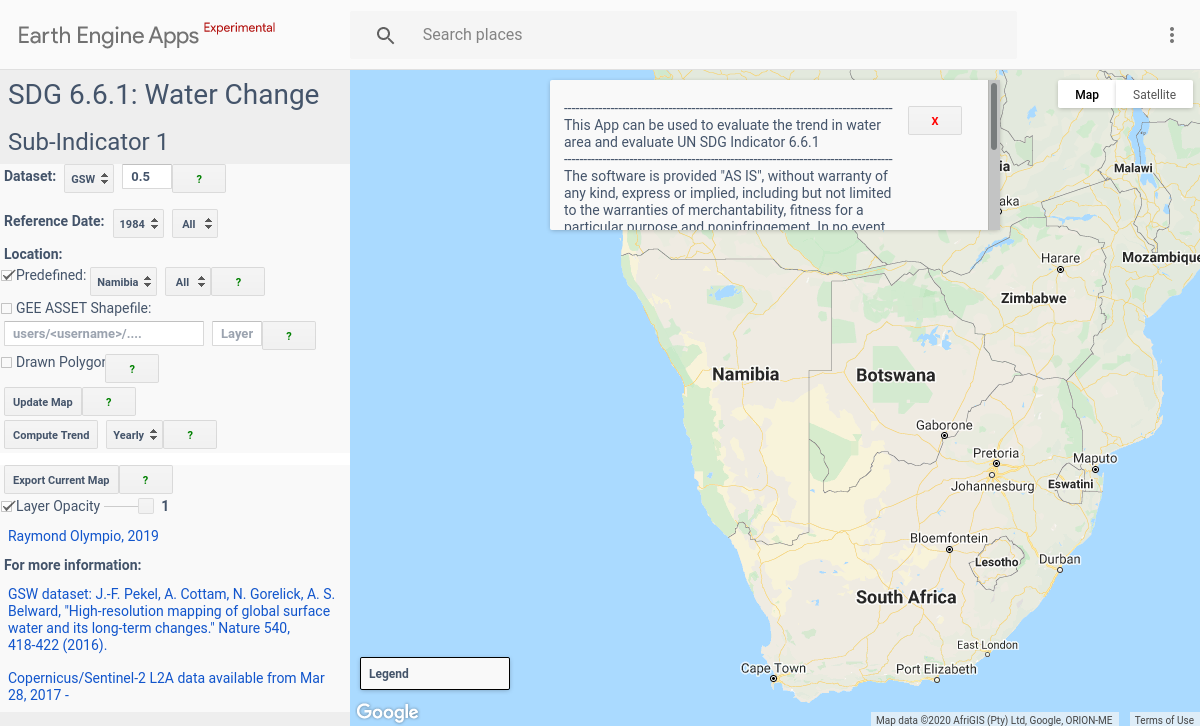 Earth Engine Apps Experimental
Search places
SDG 6.6.1: Water Change
Sub-Indicator 1
Dataset: GSW 0.5 ?
Reference Date: 1984 All
Location:
Predefined: Namibia All ?
GEE ASSET Shapefile:
users/<username>/.... Layer ?
Drawn Polygon ?
Update Map ?
Compute Trend Yearly ?
Export Current Map ?
Layer Opacity 1
Raymond Olympio, 2019
For more information:
GSW dataset: J.-F. Pekel, A. Cottam, N. Gorelick, A. S.
Belward, "High-resolution mapping of global surface
water and its long-term changes." Nature 540,
418-422 (2016).
Copernicus/Sentinel-2 L2A data available from Mar
28, 2017 -
This App can be used to evaluate the trend in water
area and evaluate UN SDG Indicator 6.6.1
X
The software is provided "AS IS", without warranty of
any kind, express or implied, including but not limited
to the warranties of merchantability, fitness for a
particular purpose and noninfringement. In no event
Map Satellite
ia
Malawi
aka
Harare
Mozambique
Zimbabwe
Namibia
Botswana
Gaborone
Pretoria
Maputo
Johannesburg
Eswatini
Bloemfontein
Lesotho
Durban
South Africa
East London
Cape Town
Port Elizabeth
Legend
Google
Map data ©2020 AfriGIS (Pty) Ltd, Google, ORION-ME
Terms of Use